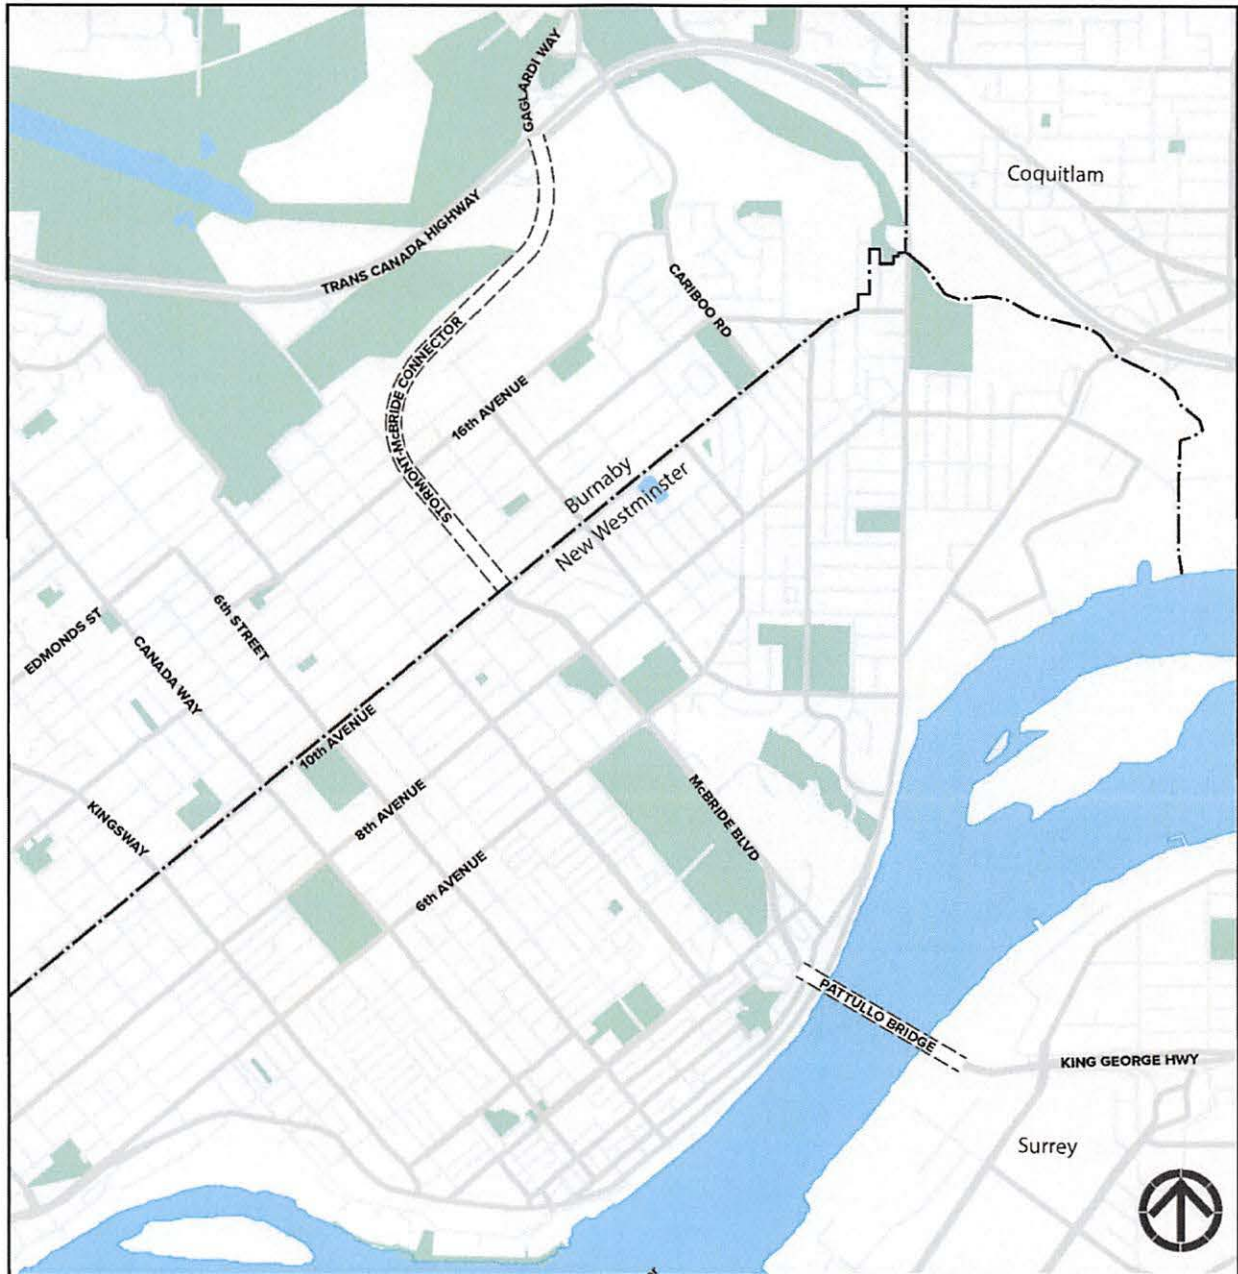 GAGLARDI WAY
Coquitlam
TRANS CANADA HIGHWAY
CARIBOO RD
STORMONT-McBRIDE CONNECTOR
16th AVENUE
Burnaby
New Westminster
EDMONDS ST
6th STREET
CANADA WAY
10th AVENUE
KINGSWAY
8th AVENUE
McBRIDE BLVD
6th AVENUE
PATTULLO BRIDGE
KING GEORGE HWY
Surrey